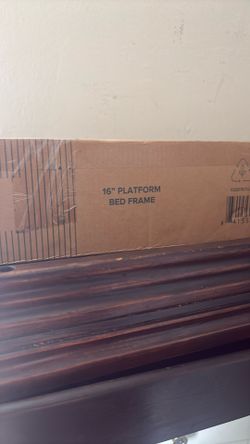 16" PLATFORM
BED FRAME